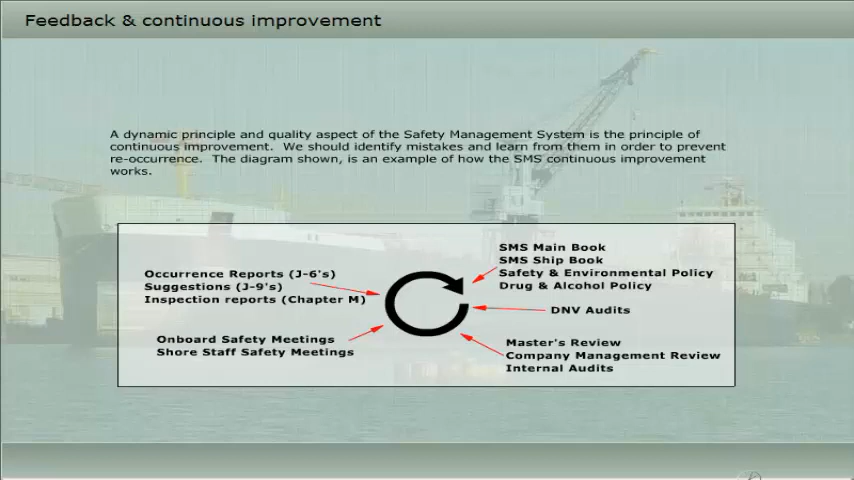 Feedback & continuous improvement
A dynamic principle and quality aspect of the Safety Management System is the principle of
continuous improvement.  We should identify mistakes and learn from them in order to prevent
re-occurrence.  The diagram shown, is an example of how the SMS continuous improvement
works.
Occurrence Reports (J-6's)
Suggestions (J-9's)
Inspection reports (Chapter M)
Onboard Safety Meetings
Shore Staff Safety Meetings
SMS Main Book
SMS Ship Book
Safety & Environmental Policy
Drug & Alcohol Policy
DNV Audits
Master's Review
Company Management Review
Internal Audits